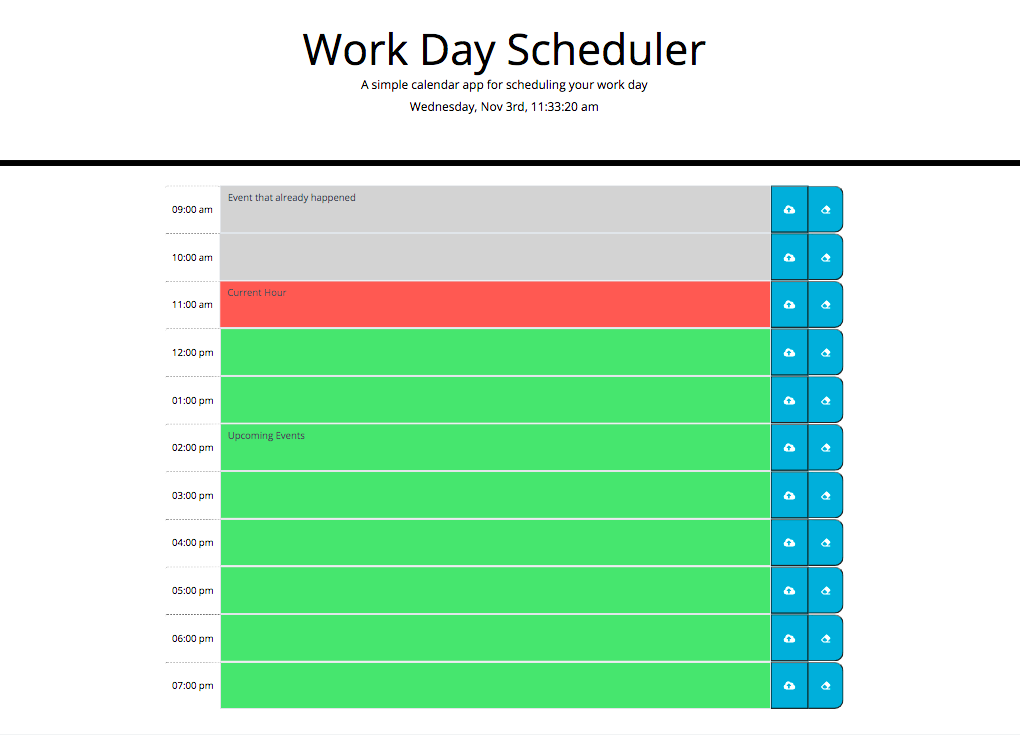 Work Day Scheduler
A simple calendar app for scheduling your work day
Wednesday, Nov 3rd, 11:33:20 am
09:00 am Event that already happened
10:00 am
11:00 am Current Hour
12:00 pm
01:00 pm
02:00 pm Upcoming Events
03:00 pm
04:00 pm
05:00 pm
06:00 pm
07:00 pm